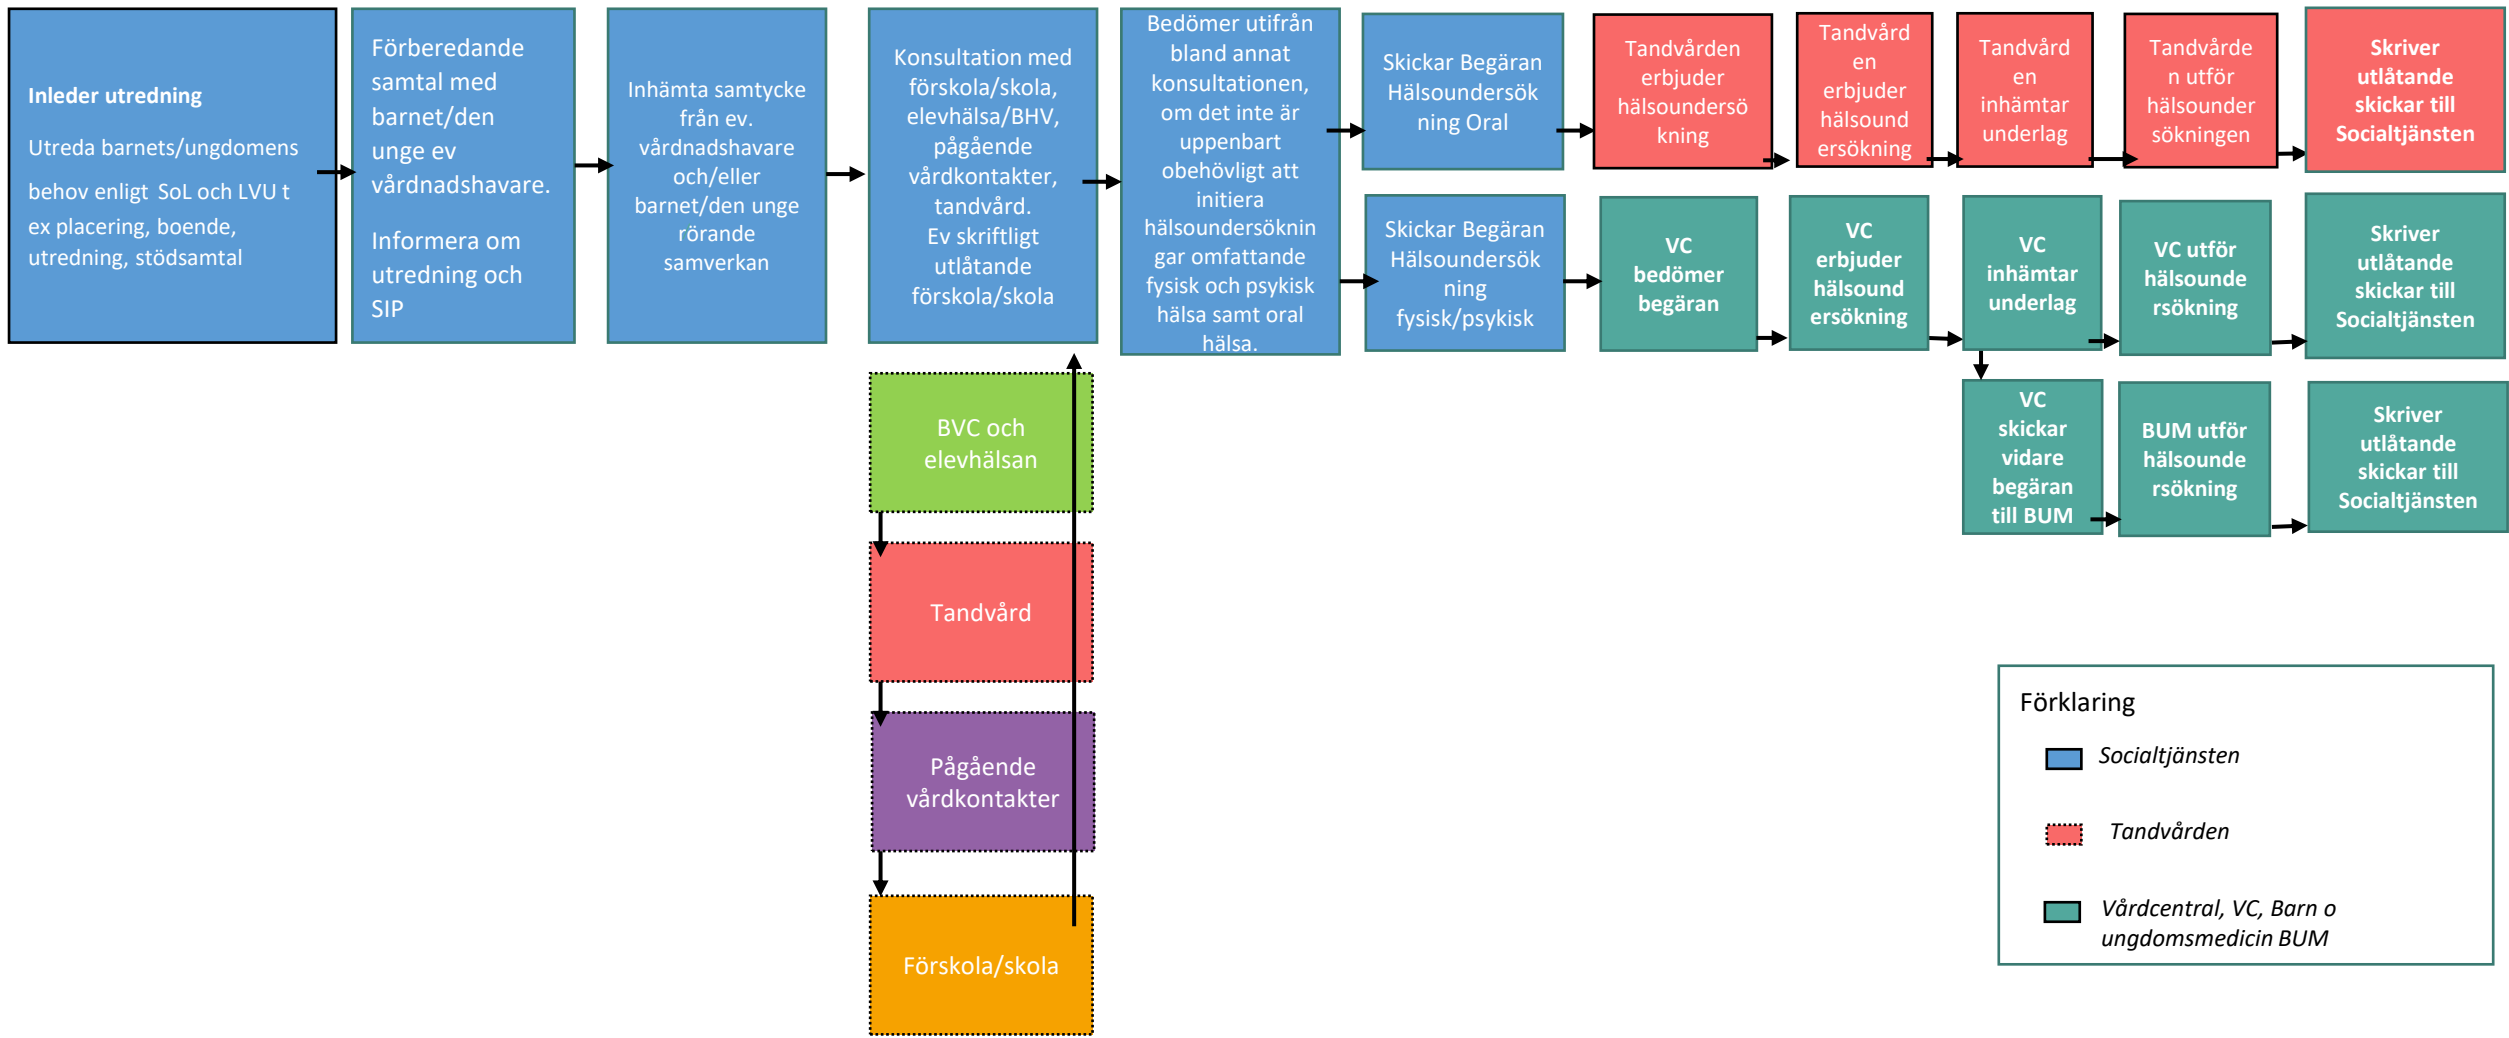 Inleder utredning
Utreda barnets/ungdomens
behov enligt SoL och LVU t
ex placering, boende,
utredning, stödsamtal
Förberedande
samtal med
barnet/den
unge ev
vårdnadshavare.
Informera om
utredning och
SIP
Inhämta samtycke
från ev.
vårdnadshavare
och/eller
barnet/den unge
rörande
samverkan
Konsultation med
förskola/skola,
elevhälsa/BHV,
pågående
vårdkontakter,
tandvård.
Ev skriftligt
utlåtande
förskola/skola
Bedömer utifrån
bland annat
konsultationen,
om det inte är
uppenbart
obehövligt att
initiera
hälsoundersöknin
gar omfattande
fysisk och psykisk
hälsa samt oral
hälsa.
Skickar Begäran
Hälsoundersök
ning Oral
Tandvården
erbjuder
hälsoundersö
kning
Tandvård
en
erbjuder
hälsound
ersökning
Tandvård
en
inhämtar
underlag
Tandvårde
n utför
hälsounder
sökningen
Skriver
utlåtande
skickar till
Socialtjänsten
Skickar Begäran
Hälsoundersök
ning
fysisk/psykisk
VC
bedömer
begäran
VC
erbjuder
hälsound
ersökning
VC
inhämtar
underlag
VC utför
hälsounde
rsökning
Skriver
utlåtande
skickar till
Socialtjänsten
VC
skickar
vidare
begäran
till BUM
BUM utför
hälsounde
rsökning
Skriver
utlåtande
skickar till
Socialtjänsten
BVC och
elevhälsan
Tandvård
Pågående
vårdkontakter
Förskola/skola
Förklaring
Socialtjänsten
Tandvården
Vårdcentral, VC, Barn o
ungdomsmedicin BUM